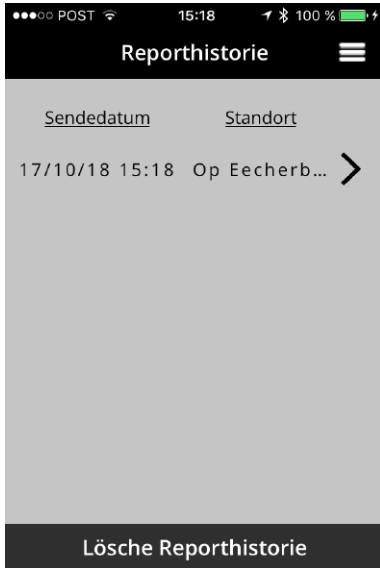 POST 15:18 100 %
Reporthistorie
Sendedatum Standort
17/10/18 15:18 Op Eecherb...
Lösche Reporthistorie